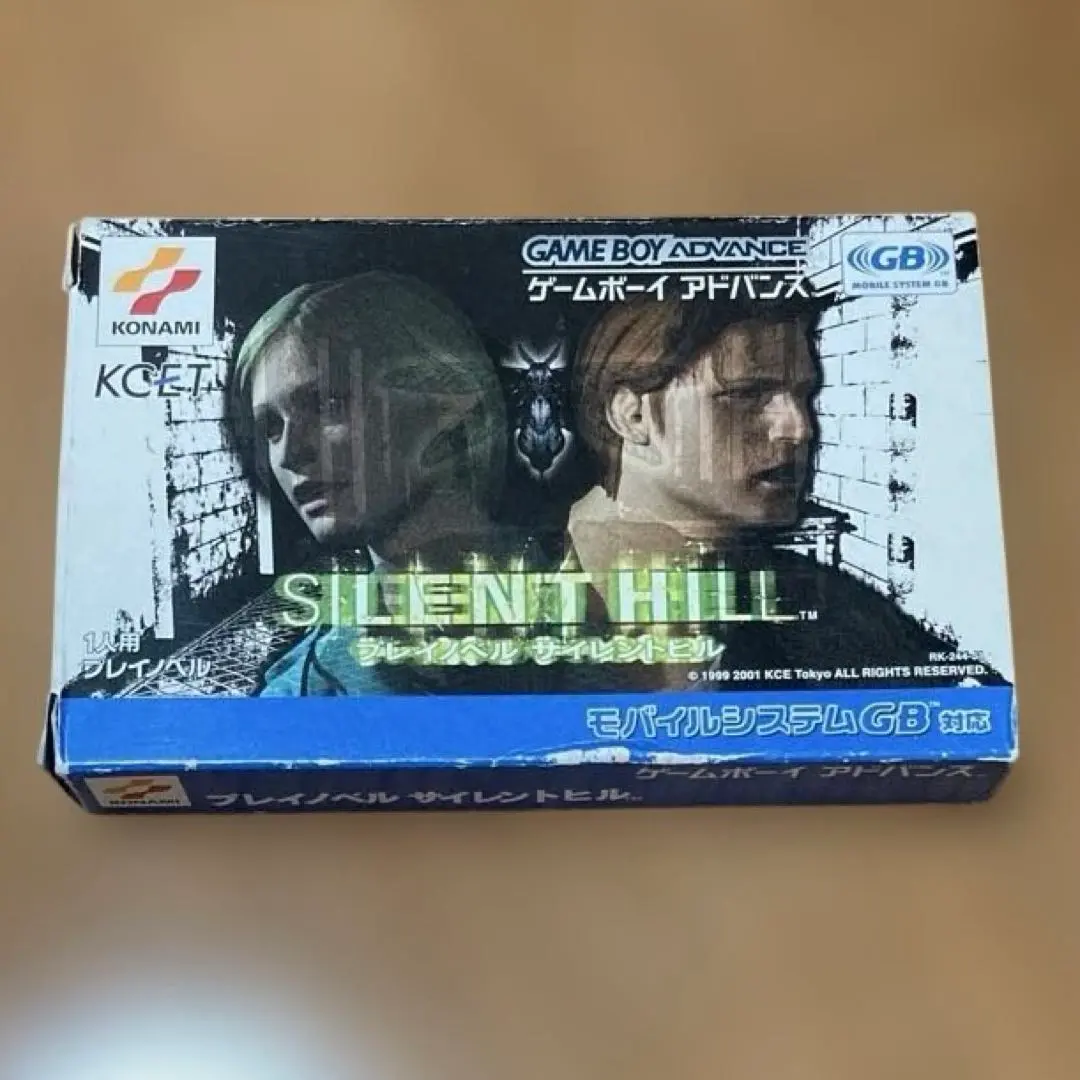 KONAMI
KCET
GAME BOY ADVANCE
ゲームボーイ アドバンス
GB
MOBILE SYSTEM GB
SILENT HILL™
プレイノベル サイレントヒル
1人用
プレイノベル
© 1999 2001 KCE Tokyo ALL RIGHTS RESERVED.
モバイルシステムGB™対応
KONAMI
プレイノベル サイレントヒル™
ゲームボーイ アドバンス™